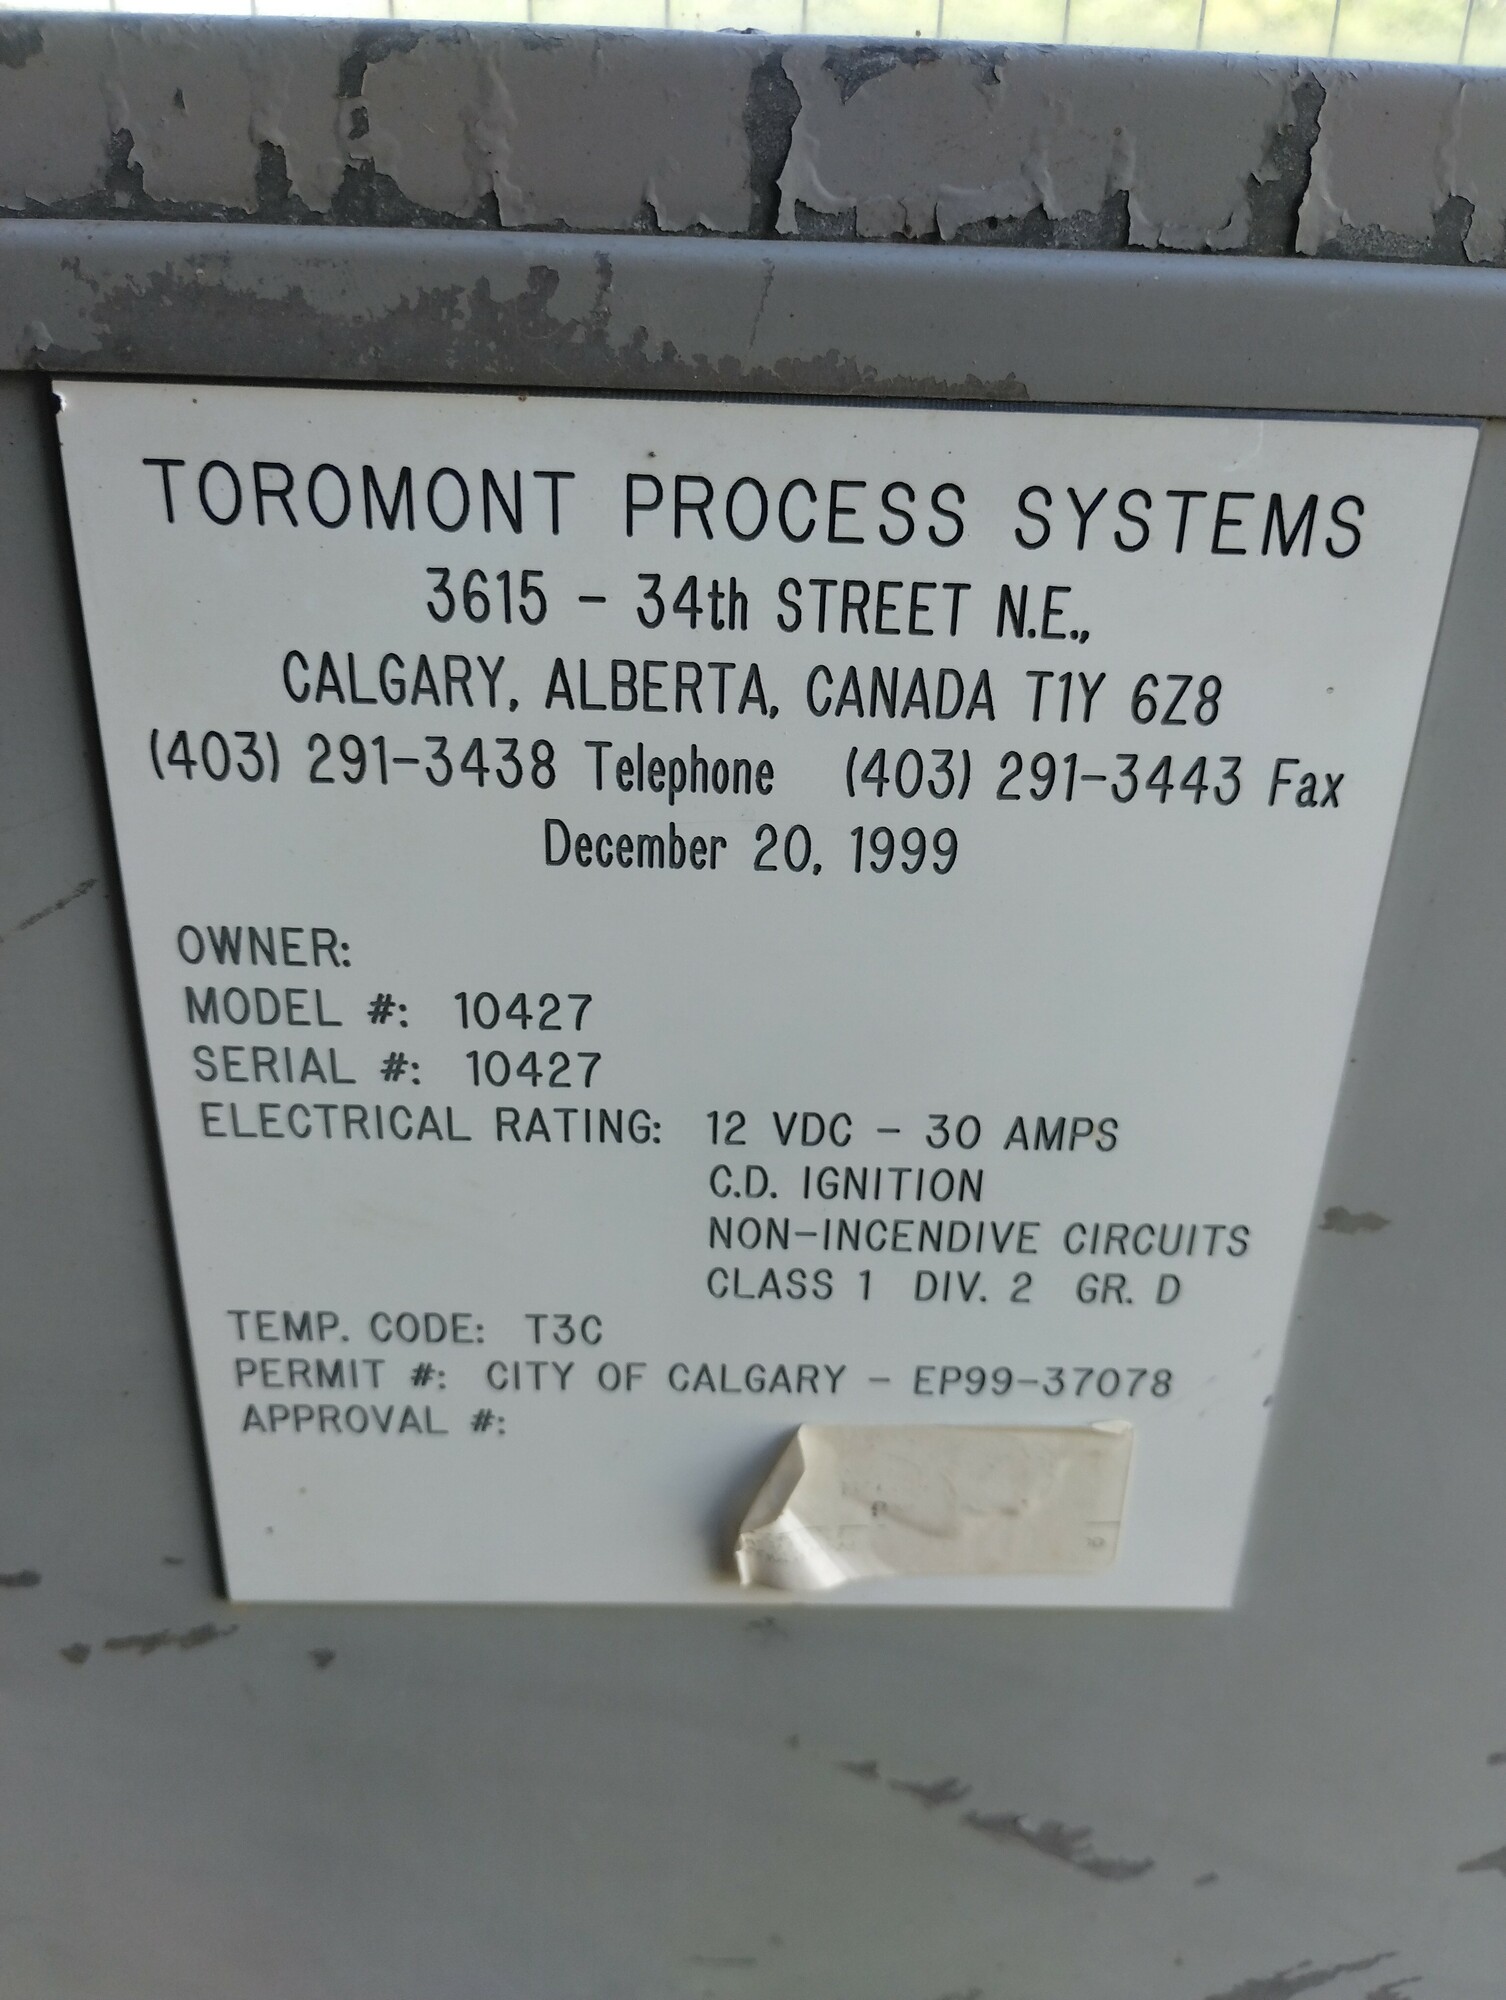 TOROMONT PROCESS SYSTEMS
3615 - 34th STREET N.E.,
CALGARY, ALBERTA, CANADA T1Y 6Z8
(403) 291-3438 Telephone (403) 291-3443 Fax
December 20, 1999
OWNER:
MODEL #: 10427
SERIAL #: 10427
ELECTRICAL RATING: 12 VDC - 30 AMPS
C.D. IGNITION
NON-INCENDIVE CIRCUITS
CLASS 1 DIV. 2 GR. D
TEMP. CODE: T3C
PERMIT #: CITY OF CALGARY - EP99-37078
APPROVAL #: